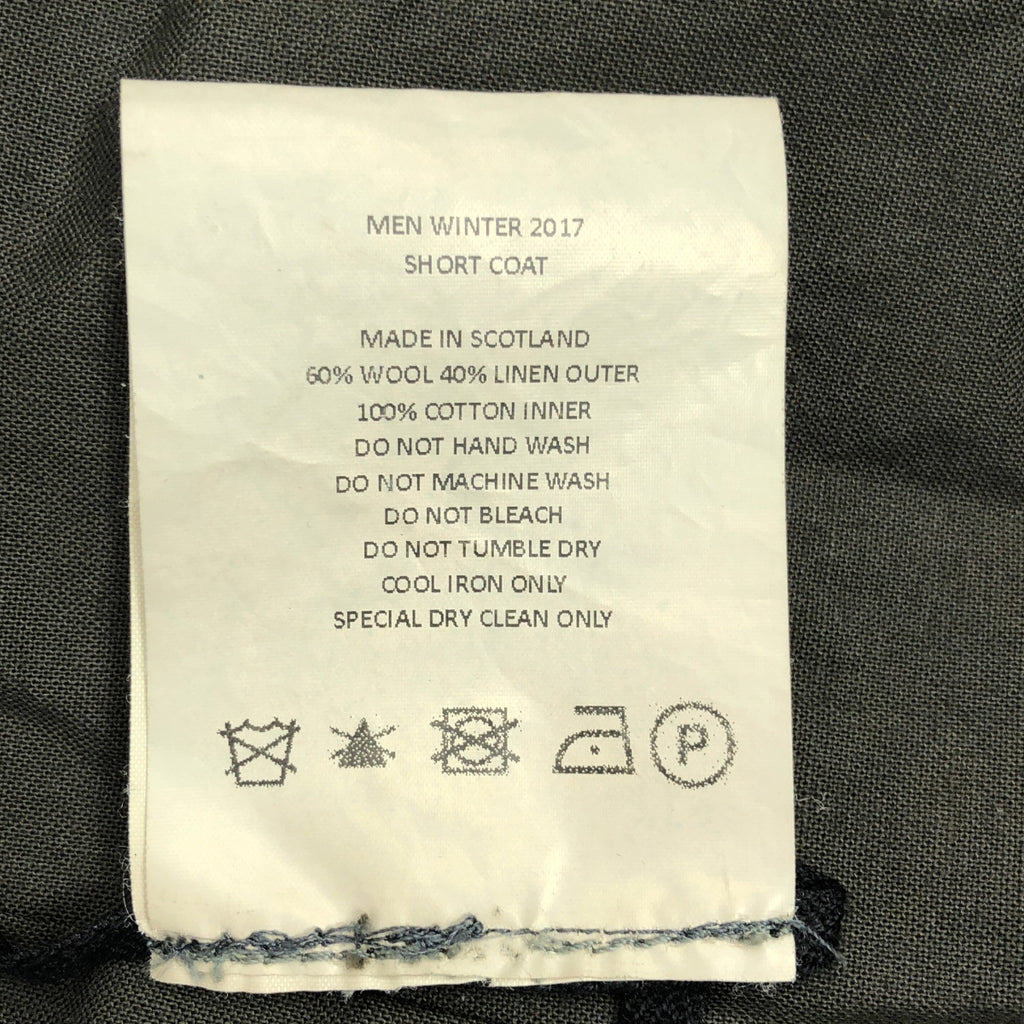 MEN WINTER 2017
SHORT COAT
MADE IN SCOTLAND
60% WOOL 40% LINEN OUTER
100% COTTON INNER
DO NOT HAND WASH
DO NOT MACHINE WASH
DO NOT BLEACH
DO NOT TUMBLE DRY
COOL IRON ONLY
SPECIAL DRY CLEAN ONLY
P